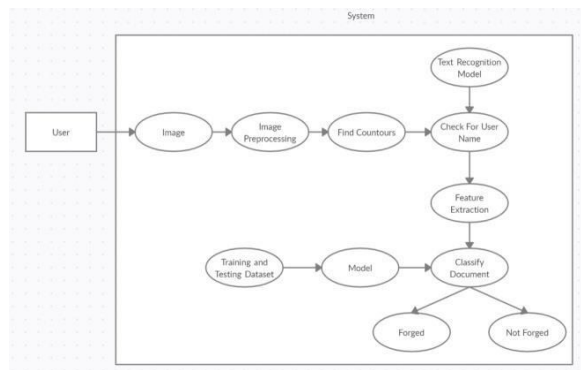 System
Text Recognition
Model
User
Image
Image
Preprocessing
Find Countours
Check For User
Name
Feature
Extraction
Training and
Testing Dataset
Model
Classify
Document
Forged
Not Forged